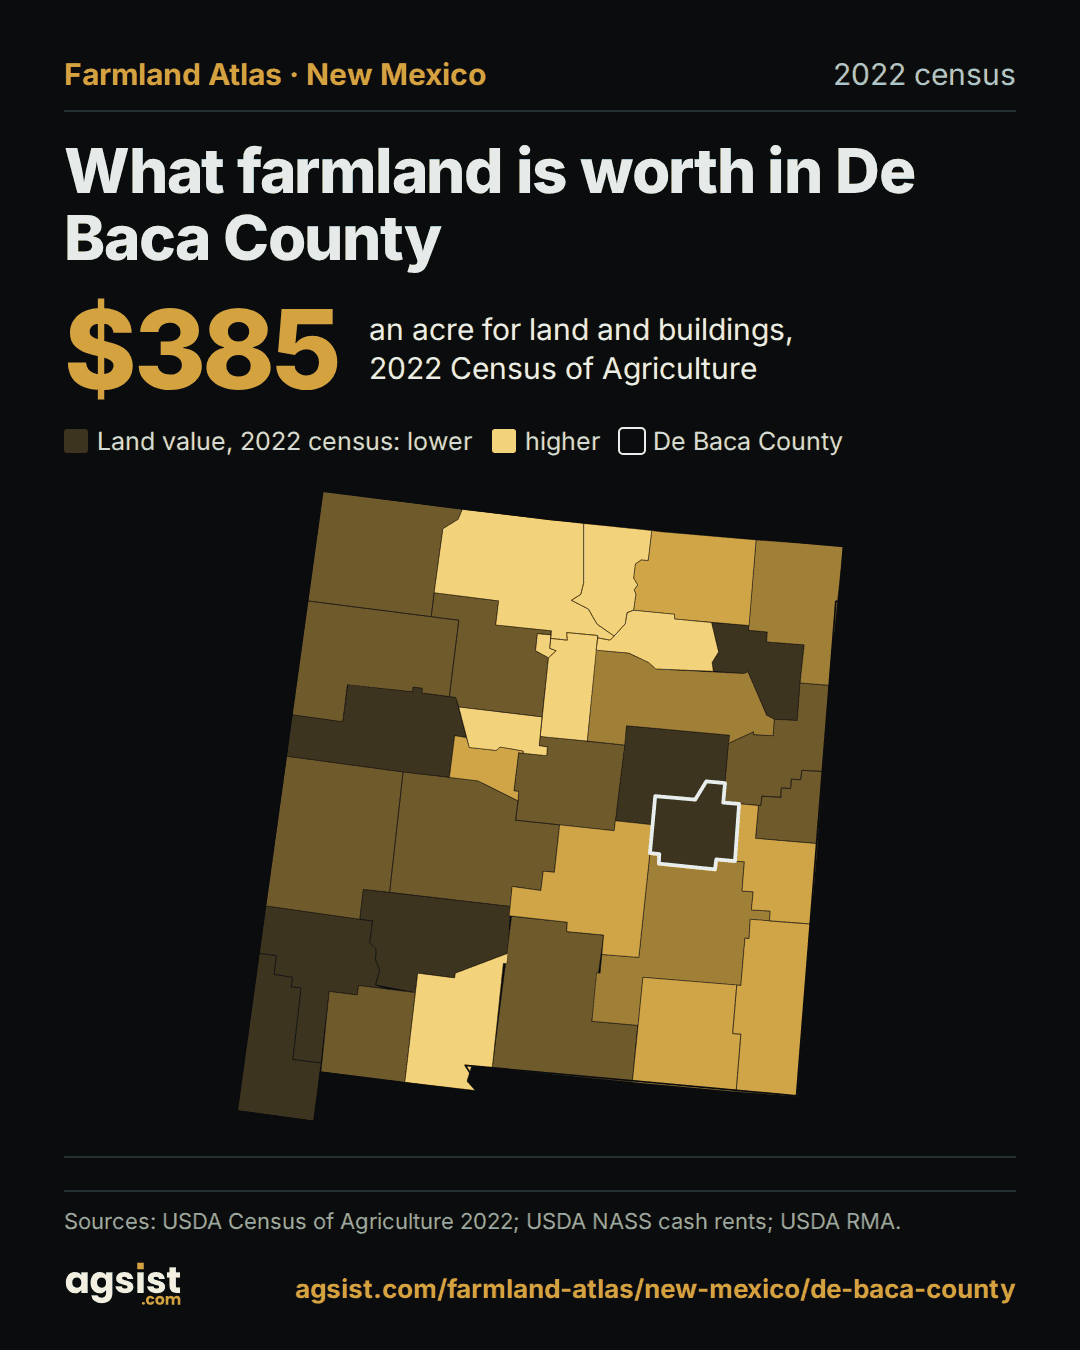 Farmland Atlas · New Mexico
2022 census
What farmland is worth in De
Baca County
$385
an acre for land and buildings,
2022 Census of Agriculture
Land value, 2022 census: lower
higher
De Baca County
Sources: USDA Census of Agriculture 2022; USDA NASS cash rents; USDA RMA.
agsist
.com
agsist.com/farmland-atlas/new-mexico/de-baca-county